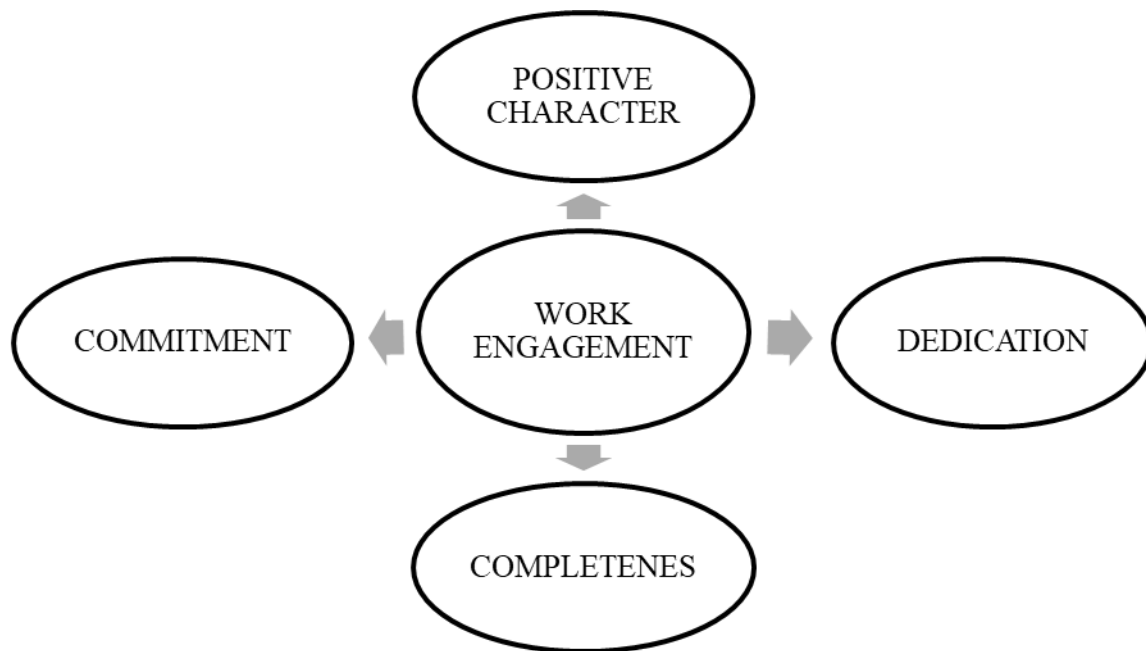 POSITIVE
CHARACTER
COMMITMENT
WORK
ENGAGEMENT
DEDICATION
COMPLETENES